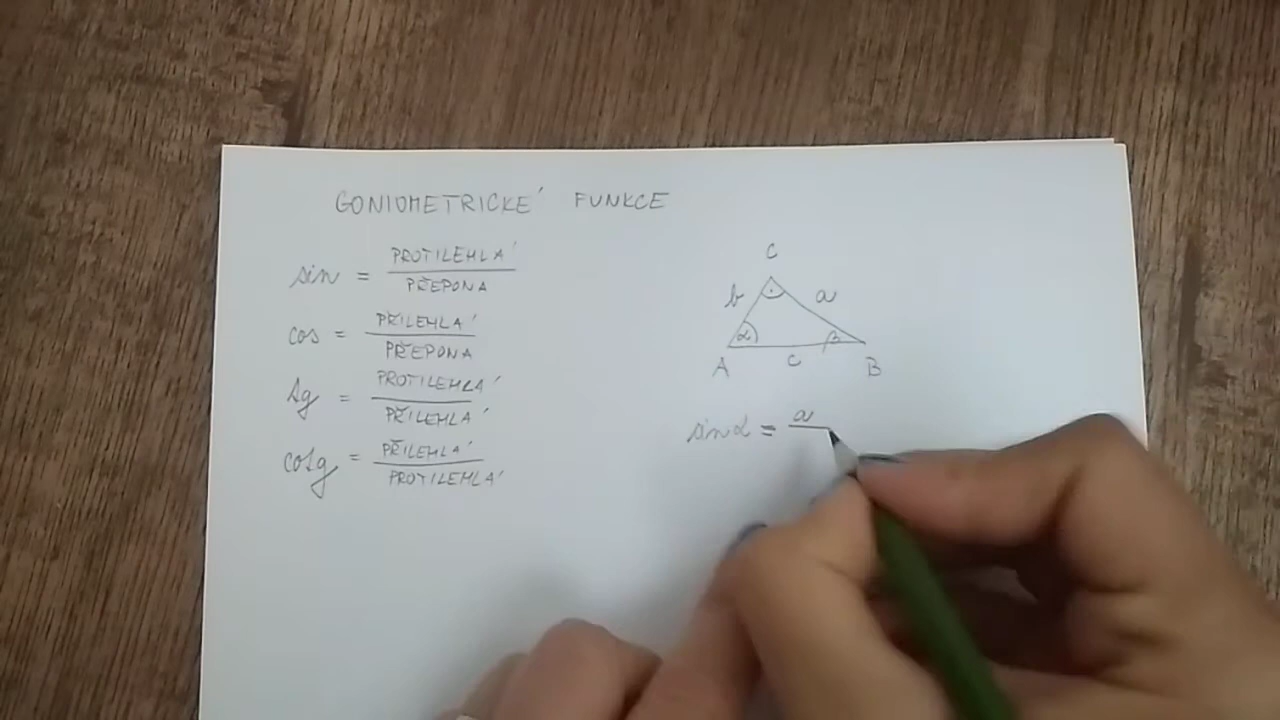 GONIOMETRICKÉ FUNKCE
sin = PROTILEHLÁ
PŘEPONA
cos = PŘILEHLÁ
PŘEPONA
tg = PROTILEHLÁ
PŘILEHLÁ
cotg = PŘILEHLÁ
PROTILEHLÁ
C
b a
α β
A c B
sin α = a